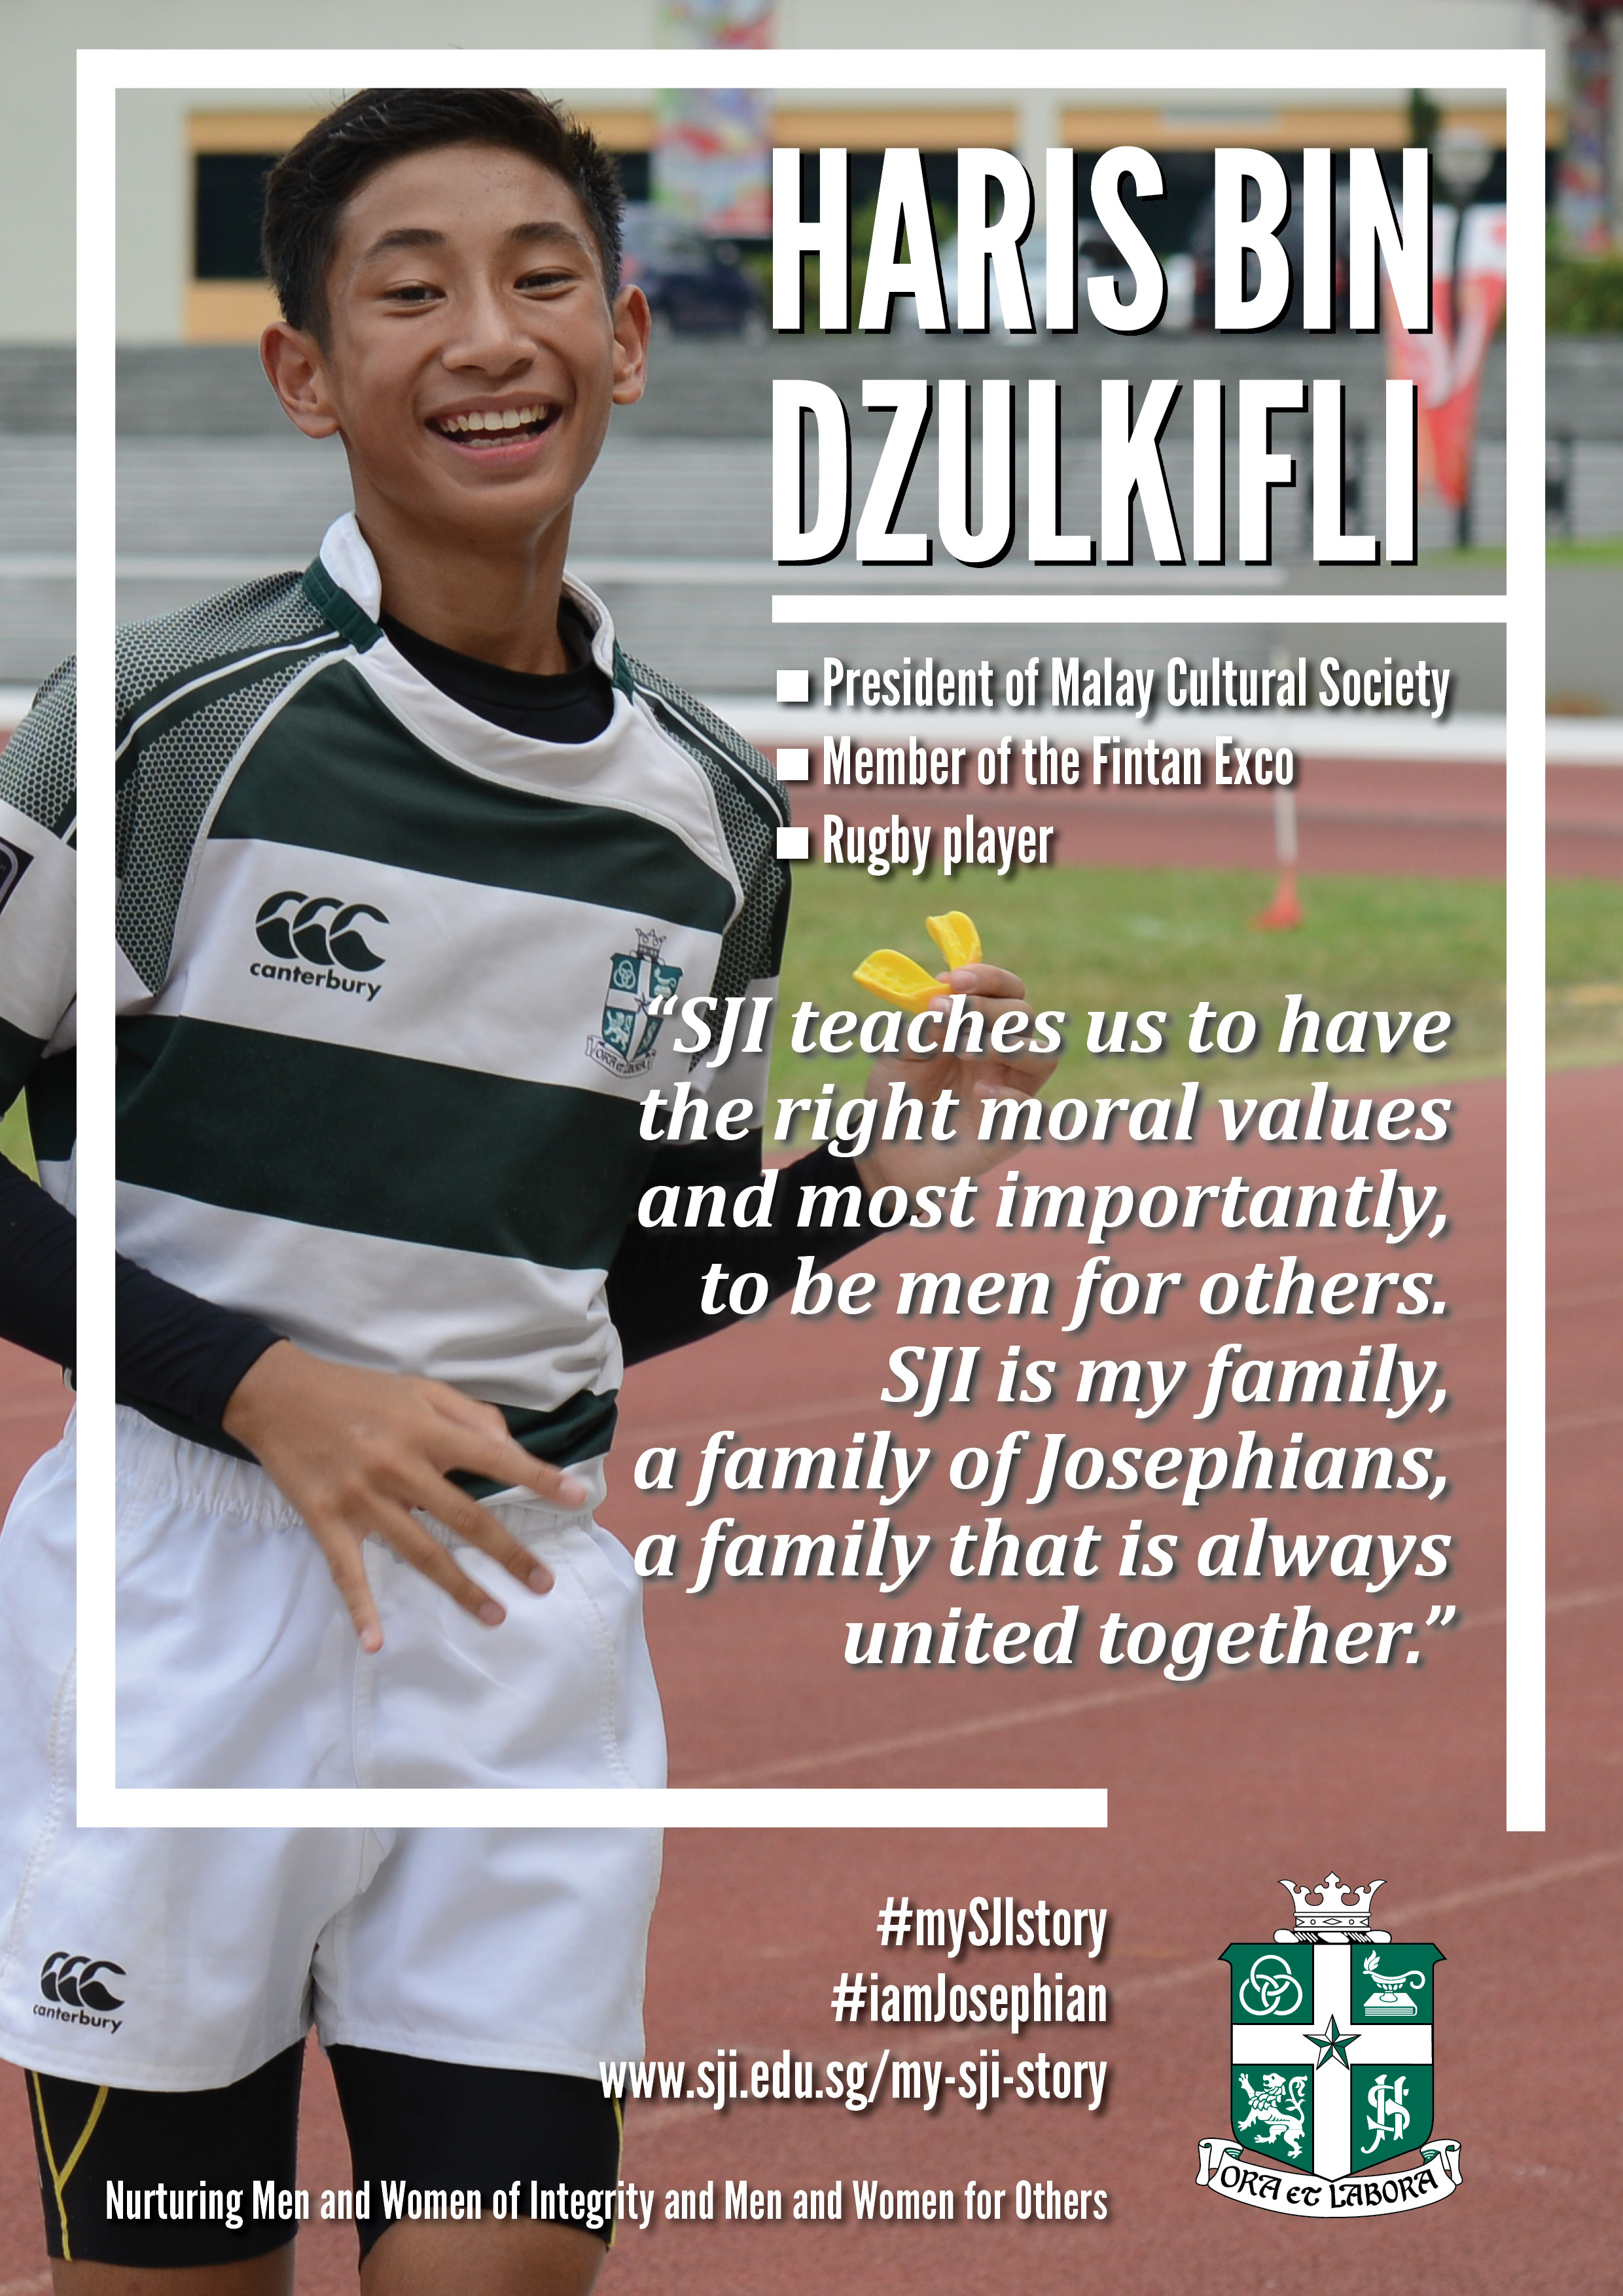 HARIS BIN
DZULKIFLI
President of Malay Cultural Society
Member of the Fintan Exco
Rugby player
canterbury
ORA ET LABORA
“SJI teaches us to have
the right moral values
and most importantly,
to be men for others.
SJI is my family,
a family of Josephians,
a family that is always
united together.”
#mySJIstory
#iamJosephian
www.sji.edu.sg/my-sji-story
canterbury
ORA ET LABORA
Nurturing Men and Women of Integrity and Men and Women for Others